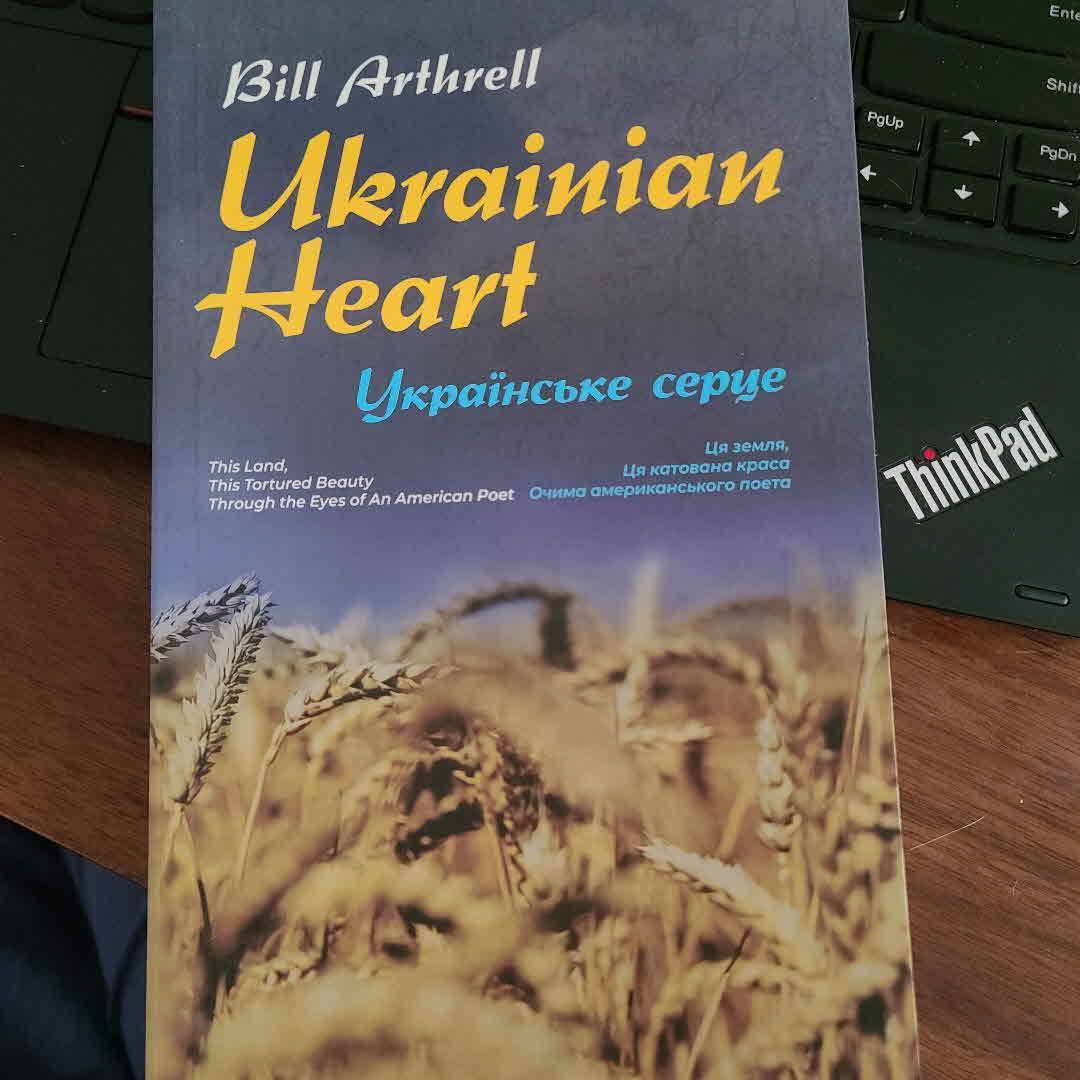 Bill Arthrell
Ukrainian
Heart
Українське серце
This Land,
This Tortured Beauty
Through the Eyes of An American Poet
Ця земля,
Ця катована краса
Очима американського поета
Enter
Shift
PgUp
↑
PgDn
←
↓
→
ThinkPad